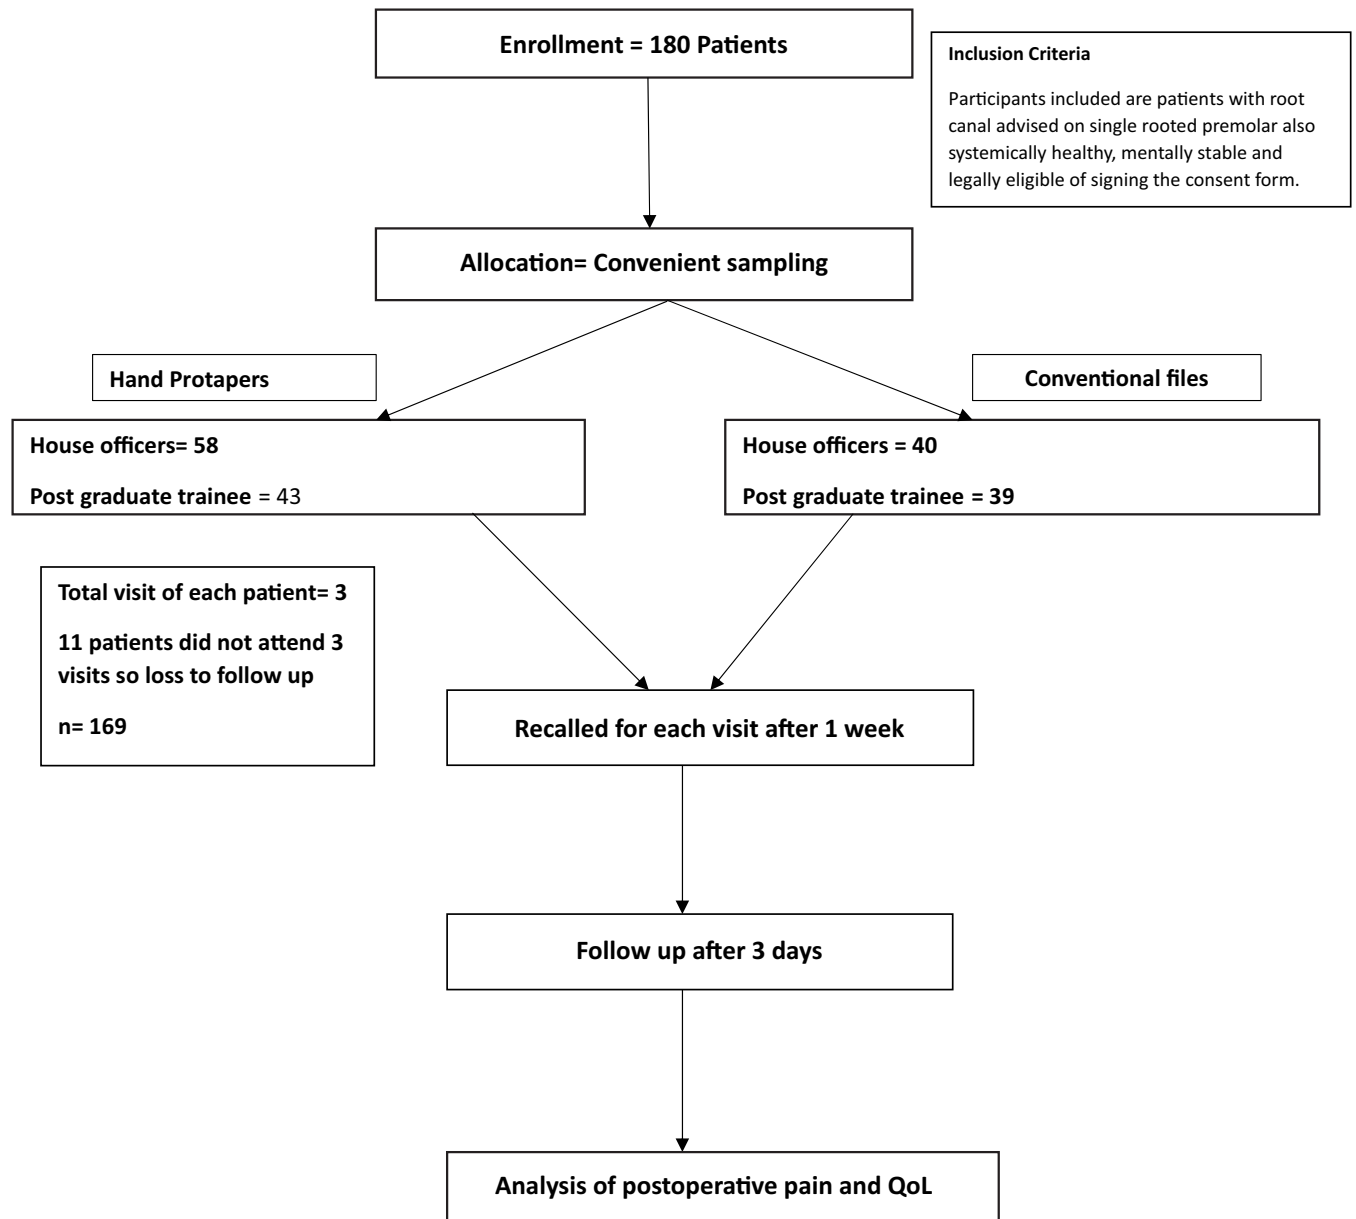 Enrollment = 180 Patients
Inclusion Criteria
Participants included are patients with root
canal advised on single rooted premolar also
systemically healthy, mentally stable and
legally eligible of signing the consent form.
Allocation= Convenient sampling
Hand Protapers
Conventional files
House officers= 58
Post graduate trainee = 43
House officers = 40
Post graduate trainee = 39
Total visit of each patient= 3
11 patients did not attend 3
visits so loss to follow up
n= 169
Recalled for each visit after 1 week
Follow up after 3 days
Analysis of postoperative pain and QoL